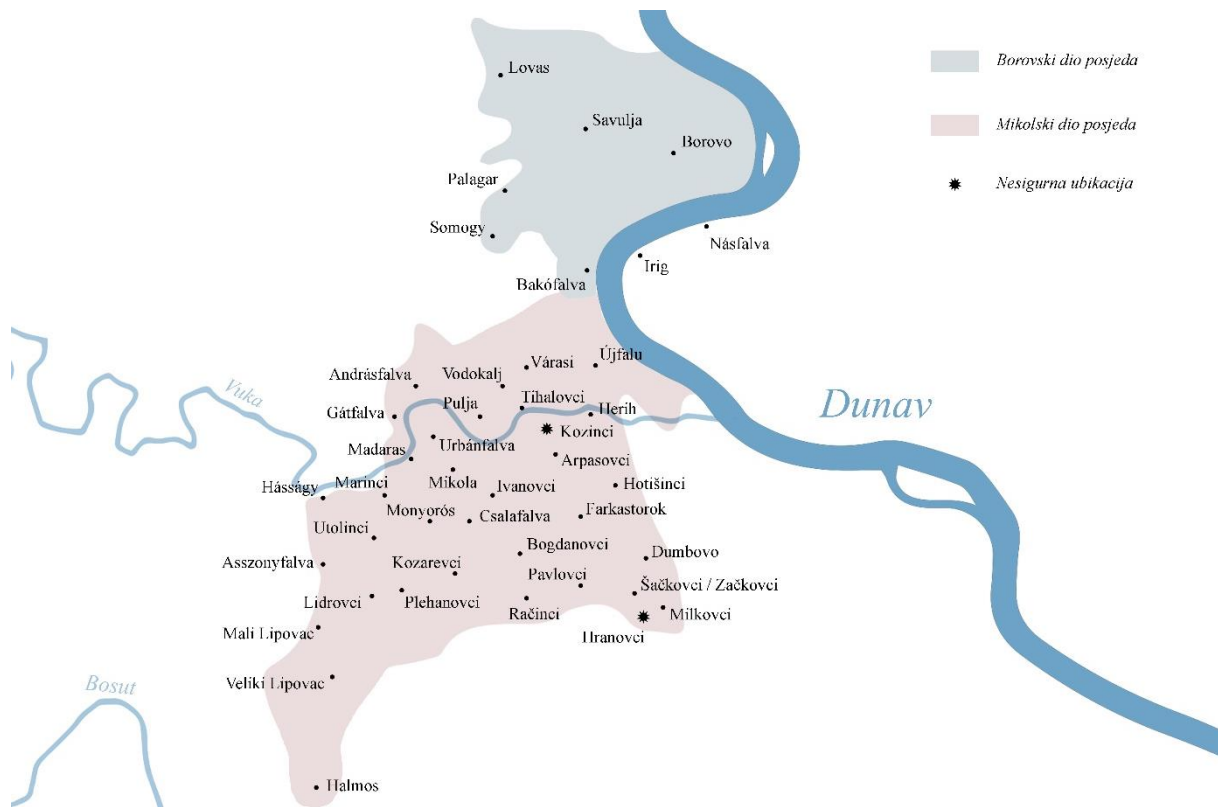 Lovas
Borovski dio posjeda
Savulja
Mikolski dio posjeda
Borovo
Palagar
Nesigurna ubikacija
Somogy
Násfalva
Irig
Bakófalva
Várasi
Újfalu
Andrásfalva
Vodokalj
Vuka
Dunav
Gátfalva
Pulja
Tihalovci
Herih
Kozinci
Madaras
Urbánfalva
Arpasovci
Hásságy
Marinci
Mikola
Ivanovci
Hotišinci
Monyorós
Csalafalva
Farkastorok
Utolinci
Bogdanovci
Dumbovo
Asszonyfalva
Kozarevci
Pavlovci
Šačkovci / Začkovci
Lidrovci
Plehanovci
Račinci
Milkovci
Mali Lipovac
Hranovci
Veliki Lipovac
Bosut
Halmos